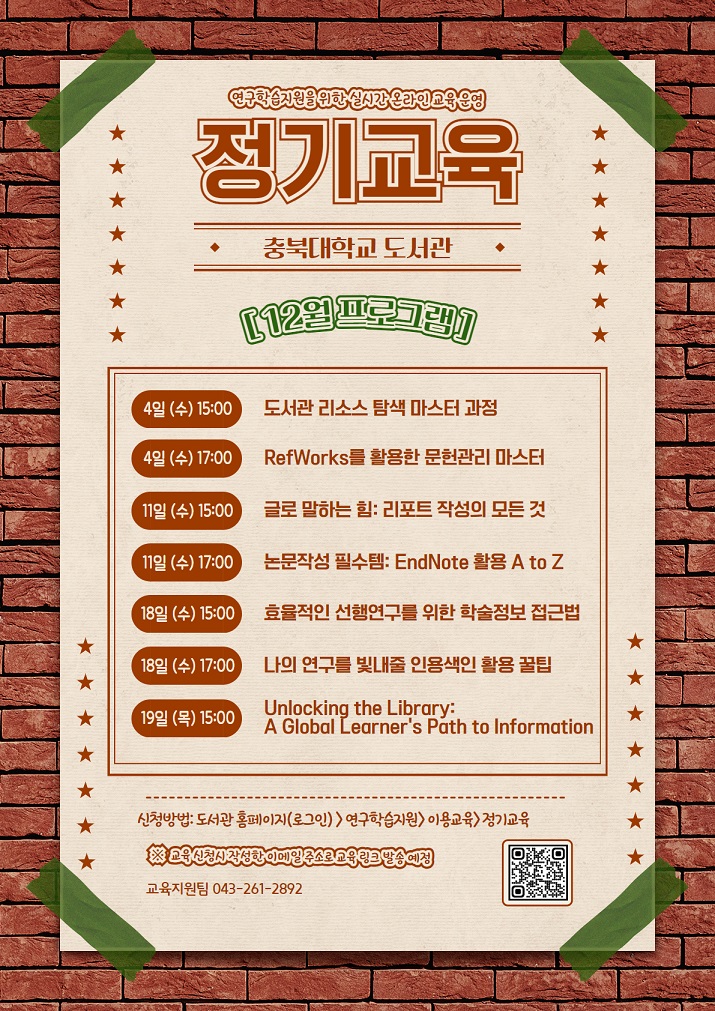 연구학습지원을 위한 실시간 온라인 교육 운영
정기교육
충북대학교 도서관
[ 12월 프로그램 ]
4일 (수) 15:00 도서관 리소스 탐색 마스터 과정
4일 (수) 17:00 RefWorks를 활용한 문헌관리 마스터
11일 (수) 15:00 글로 말하는 힘: 리포트 작성의 모든 것
11일 (수) 17:00 논문작성 필수템: EndNote 활용 A to Z
18일 (수) 15:00 효율적인 선행연구를 위한 학술정보 접근법
18일 (수) 17:00 나의 연구를 빛내줄 인용색인 활용 꿀팁
19일 (목) 15:00 Unlocking the Library:
A Global Learner's Path to Information
신청방법: 도서관 홈페이지(로그인) > 연구학습지원> 이용교육> 정기교육
※ 교육 신청시 작성한 이메일 주소로 교육 링크 발송 예정
교육지원팀 043-261-2892